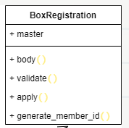 BoxRegistration
+ master
+ body()
+ validate()
+ apply()
+ generate_member_id()